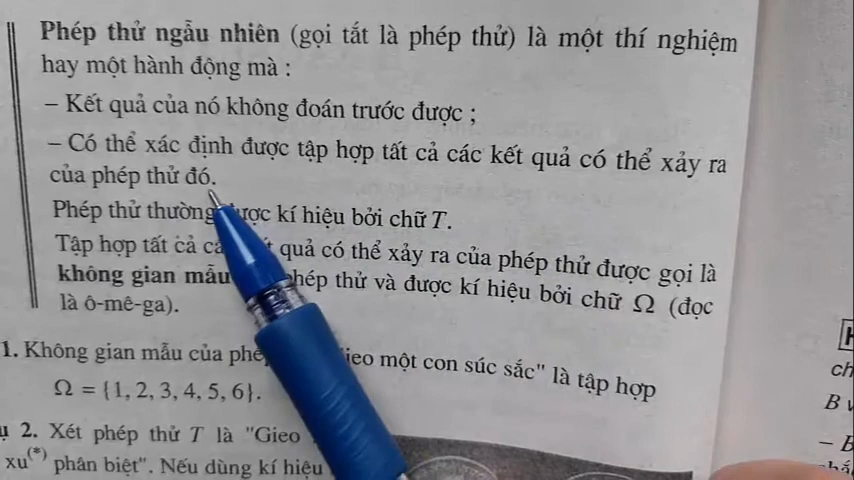 Phép thử ngẫu nhiên (gọi tắt là phép thử) là một thí nghiệm
hay một hành động mà :
– Kết quả của nó không đoán trước được ;
– Có thể xác định được tập hợp tất cả các kết quả có thể xảy ra
của phép thử đó.
Phép thử thường được kí hiệu bởi chữ T.
Tập hợp tất cả quả có thể xảy ra của phép thử được gọi là
không gian mẫu phép thử và được kí hiệu bởi chữ Ω (đọc
là ô-mê-ga).
1. Không gian mẫu của một con súc sắc" là tập hợp
Ω = {1, 2, 3, 4, 5, 6}.
2. Xét phép thử T là "Gieo
xu(*) phân biệt". Nếu dùng kí hiệu
B
– B